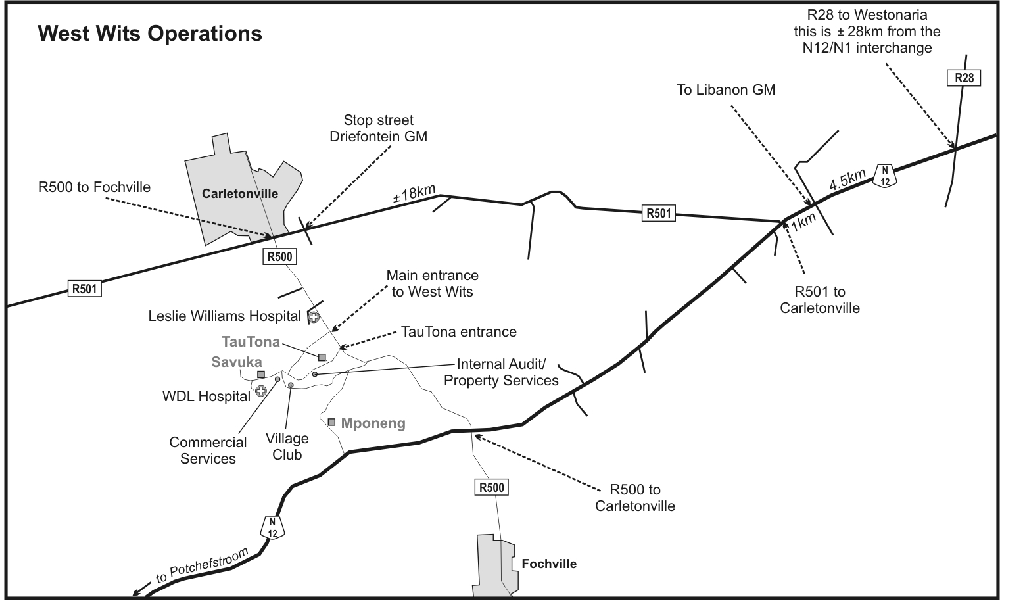 West Wits Operations
R28 to Westonaria
this is ±28km from the
N12/N1 interchange
R28
To Libanon GM
Stop street
Driefontein GM
R500 to Fochville
Carletonville
±18km
4.5km
N
12
R501
1km
R500
R501
Main entrance
to West Wits
R501 to
Carletonville
Leslie Williams Hospital
TauTona entrance
TauTona
Savuka
Internal Audit/
Property Services
WDL Hospital
Mponeng
Commercial
Services
Village
Club
R500
R500 to
Carletonville
N
12
to Potchefstroom
Fochville